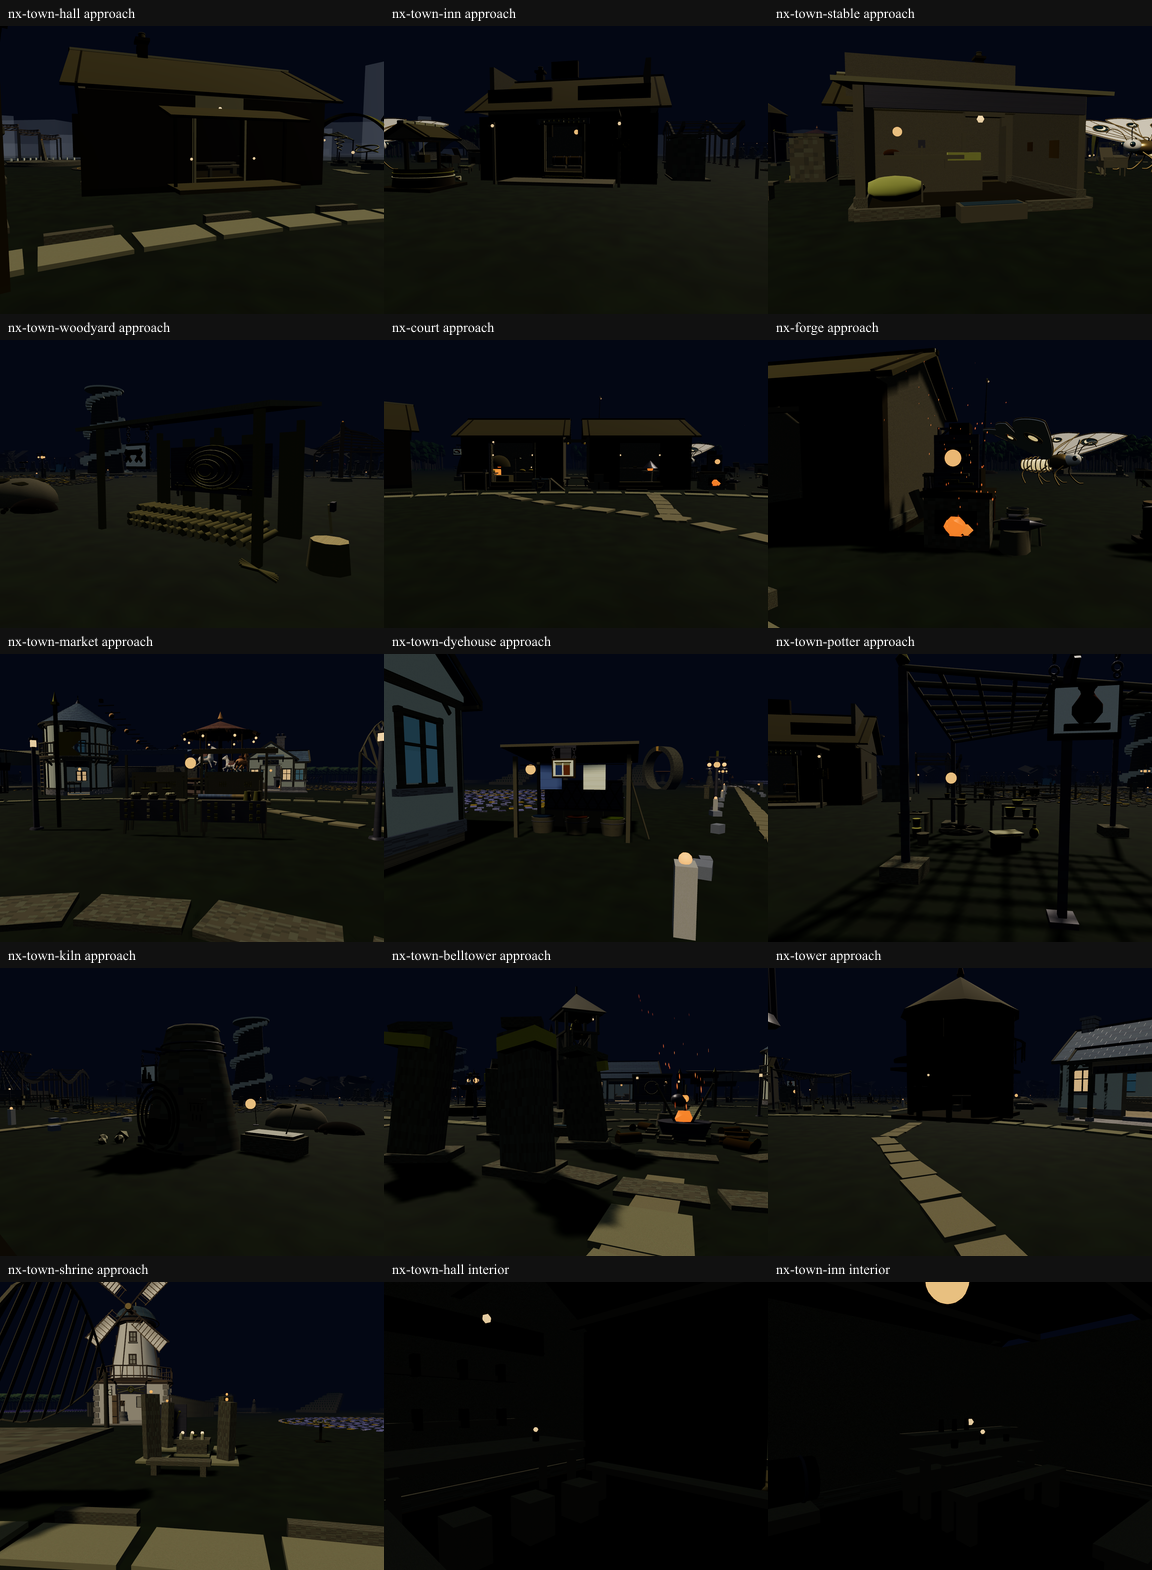 nx-town-hall approach
nx-town-inn approach
nx-town-stable approach
nx-town-woodyard approach
nx-court approach
nx-forge approach
nx-town-market approach
nx-town-dyehouse approach
nx-town-potter approach
nx-town-kiln approach
nx-town-belltower approach
nx-tower approach
nx-town-shrine approach
nx-town-hall interior
nx-town-inn interior